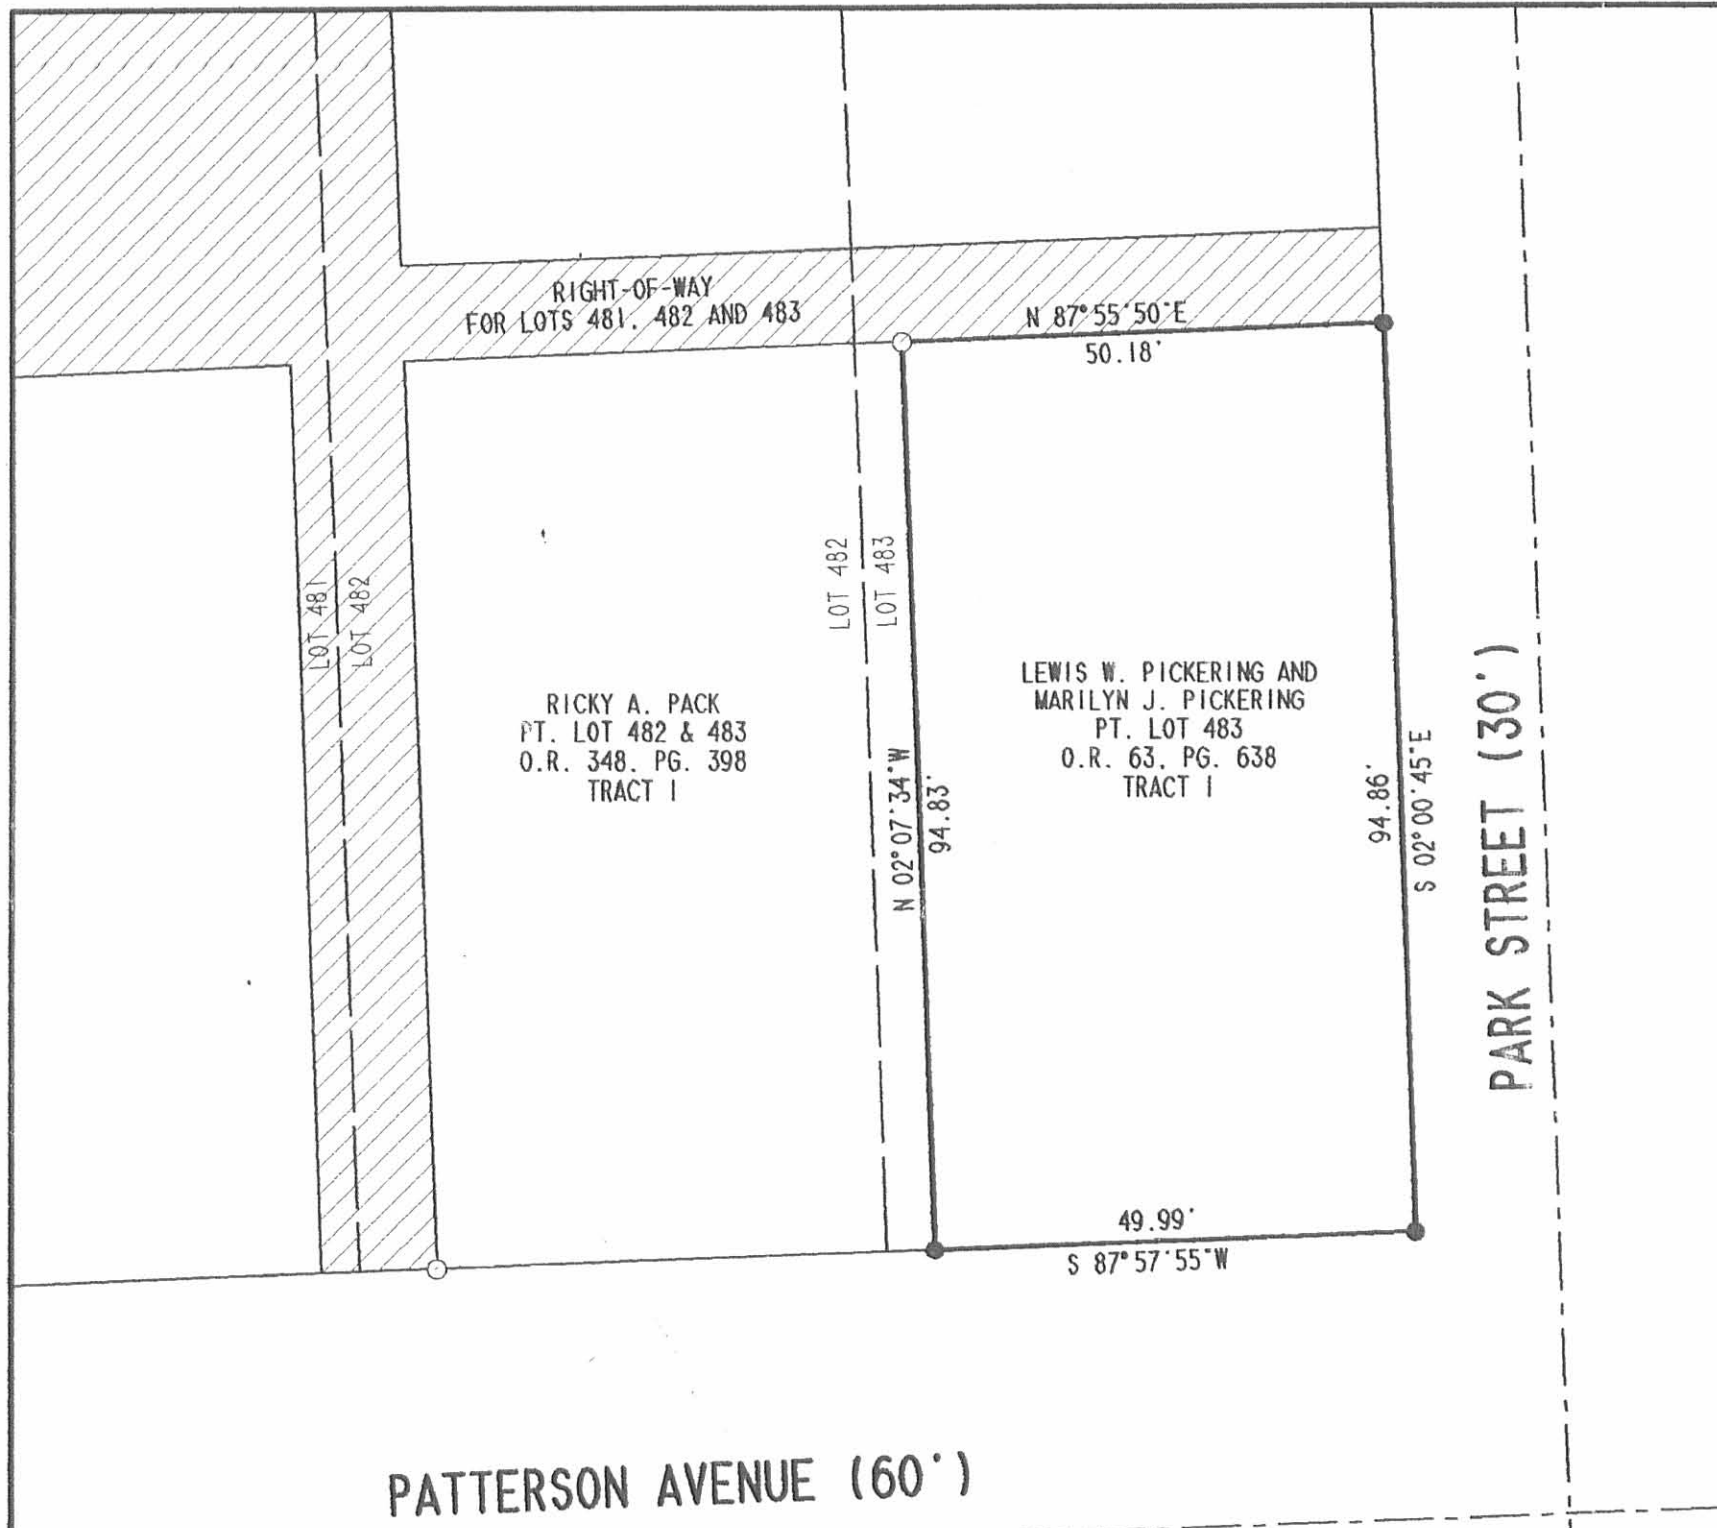 RIGHT-OF-WAY
FOR LOTS 481, 482 AND 483
N 87°55'50"E
50.18'
LOT 481
LOT 482
LOT 482
LOT 483
RICKY A. PACK
PT. LOT 482 & 483
O.R. 348, PG. 398
TRACT I
N 02°07'34"W
94.83'
LEWIS W. PICKERING AND
MARILYN J. PICKERING
PT. LOT 483
O.R. 63, PG. 638
TRACT I
94.86'
S 02°00'45"E
PARK STREET (30')
49.99'
S 87°57'55"W
PATTERSON AVENUE (60')